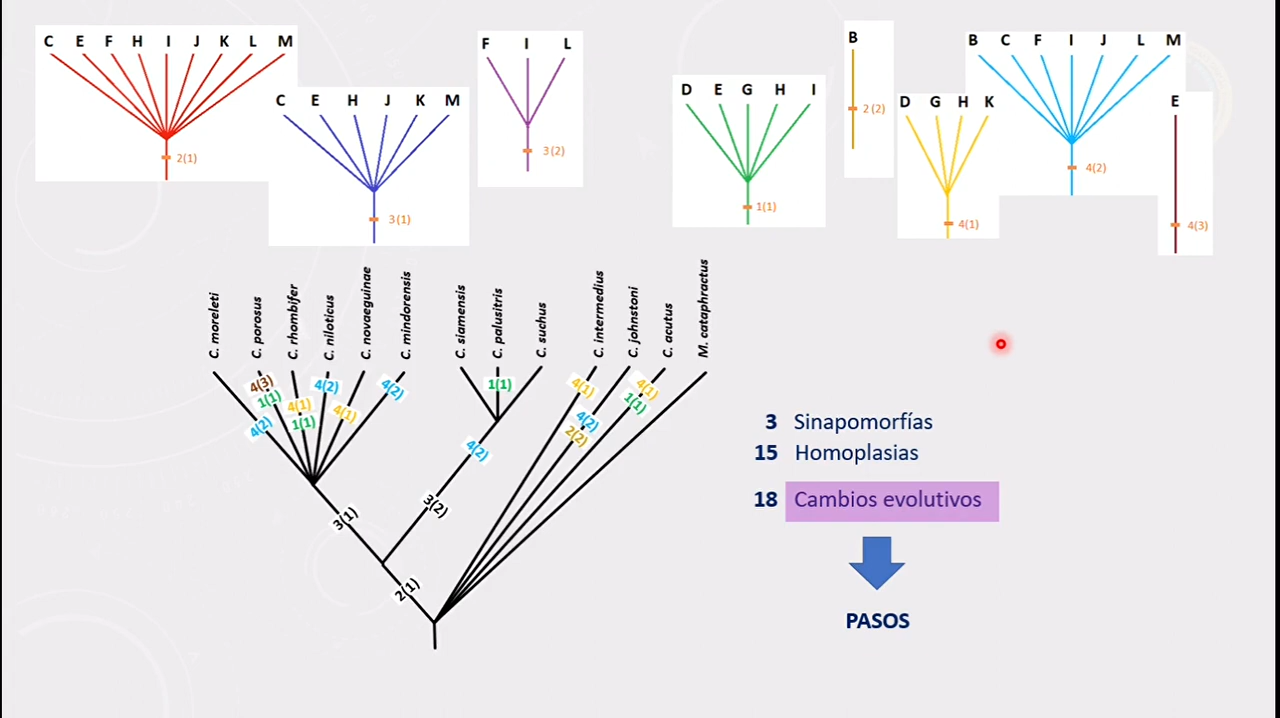 C E F H I J K L M
2(1)
C E H J K M
3(1)
F I L
3(2)
D E G H I
1(1)
B
2(2)
D G H K
4(1)
B C F I J L M
4(2)
E
4(3)
C. moreleti
C. porosus
C. rhombifer
C. niloticus
C. novaeguinae
C. mindorensis
C. siamensis
C. palusitris
C. suchus
C. intermedius
C. johnstoni
C. acutus
M. cataphractus
4(3)
1(1)
4(2)
4(1)
1(1)
4(2)
4(1)
4(2)
1(1)
4(2)
3(2)
4(1)
4(2)
2(2)
4(1)
1(1)
3(1)
2(1)
3 Sinapomorfías
15 Homoplasias
18 Cambios evolutivos
PASOS